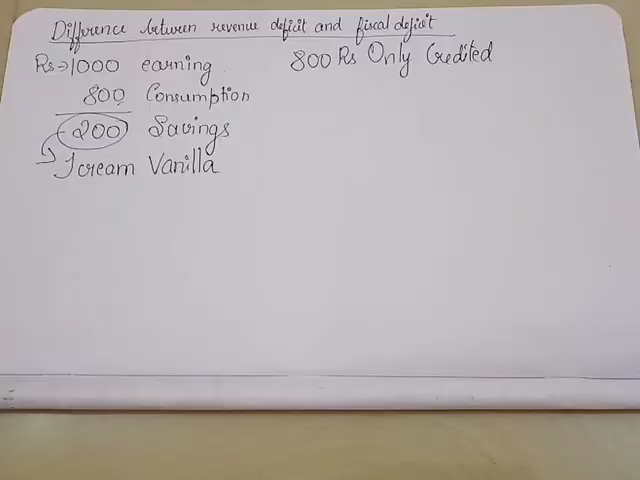 Difference between revenue deficit and fiscal deficit
Rs→1000 earning
800 Consumption
200 Savings
Icream Vanilla
800 Rs Only Credited